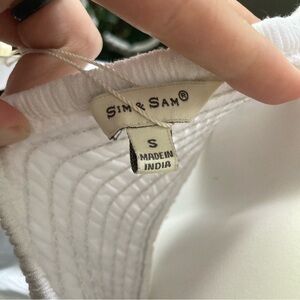 SIM & SAM®
S
MADE IN
INDIA